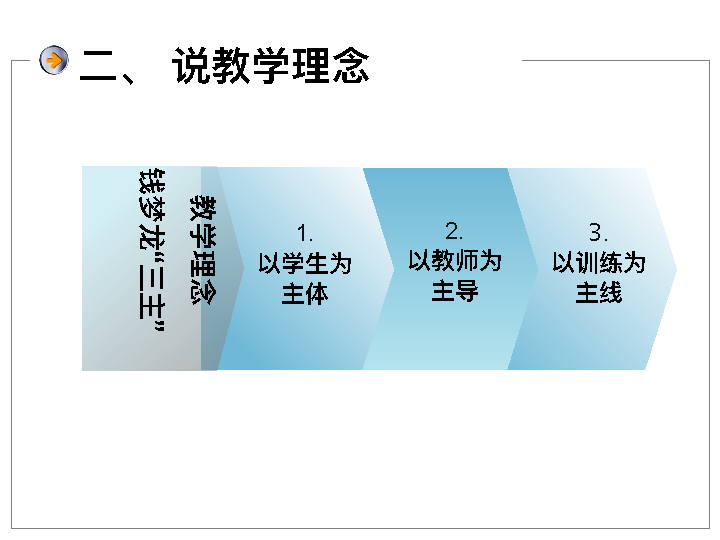 二、 说教学理念
钱梦龙“三主”
教学理念
1.
以学生为
主体
2.
以教师为
主导
3.
以训练为
主线